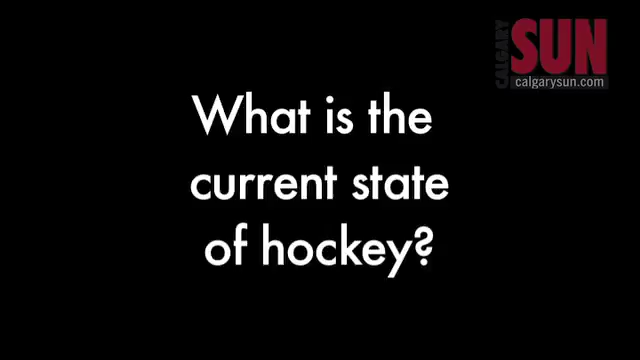 CALGARY
SUN
calgarysun.com
What is the
current state
of hockey?